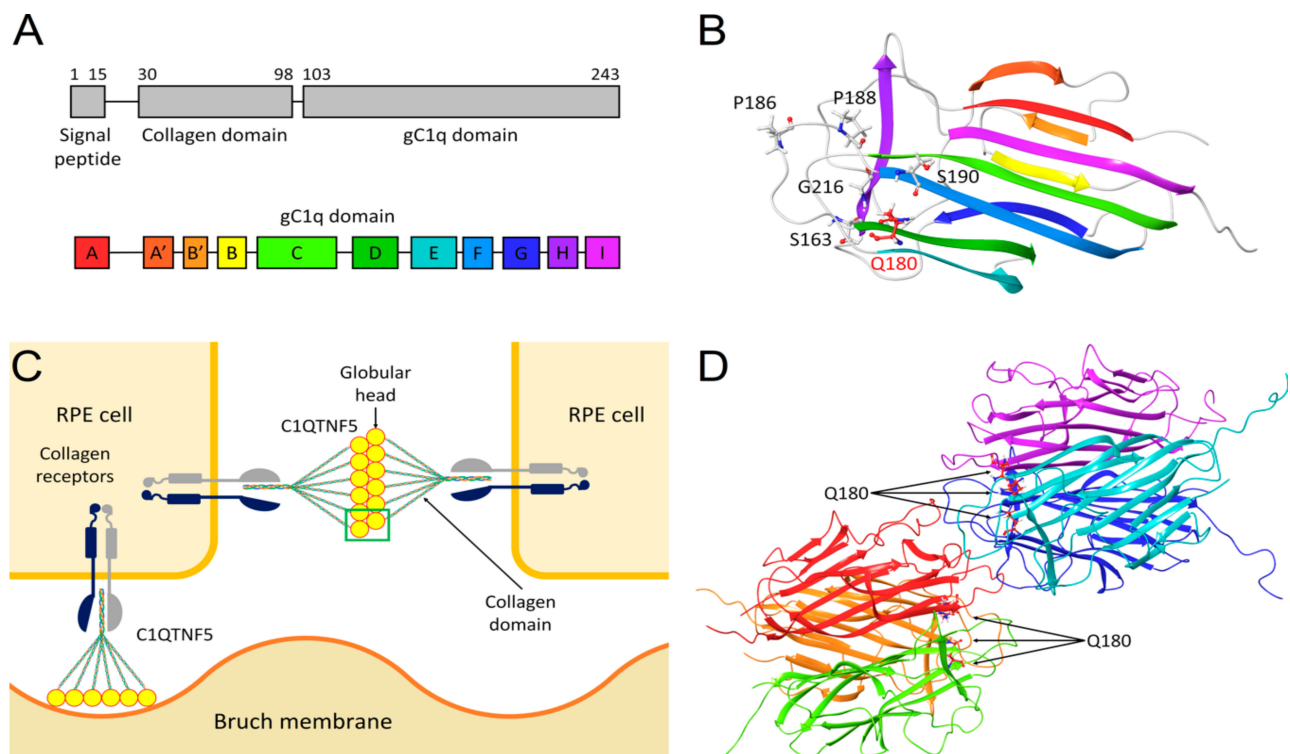 A
1 15 30 98 103 243
Signal
peptide
Collagen domain
gC1q domain
gC1q domain
A A′ B′ B C D E F G H I
B
P186
P188
S190
G216
S163
Q180
C
Globular
head
RPE cell
C1QTNF5
RPE cell
Collagen
receptors
Collagen
domain
C1QTNF5
Bruch membrane
D
Q180
Q180